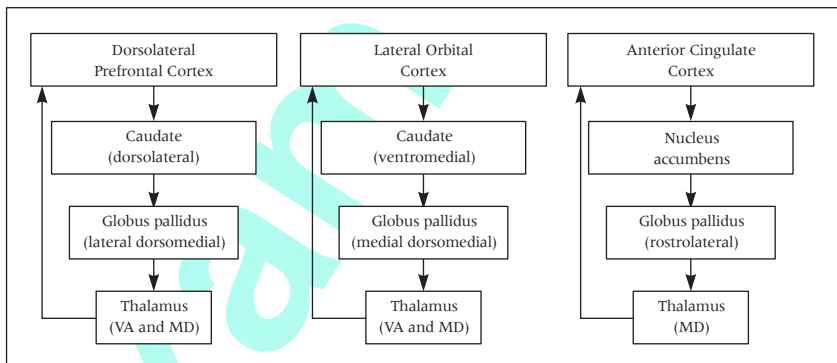 Dorsolateral
Prefrontal Cortex
Caudate
(dorsolateral)
Globus pallidus
(lateral dorsomedial)
Thalamus
(VA and MD)
Lateral Orbital
Cortex
Caudate
(ventromedial)
Globus pallidus
(medial dorsomedial)
Thalamus
(VA and MD)
Anterior Cingulate
Cortex
Nucleus
accumbens
Globus pallidus
(rostrolateral)
Thalamus
(MD)